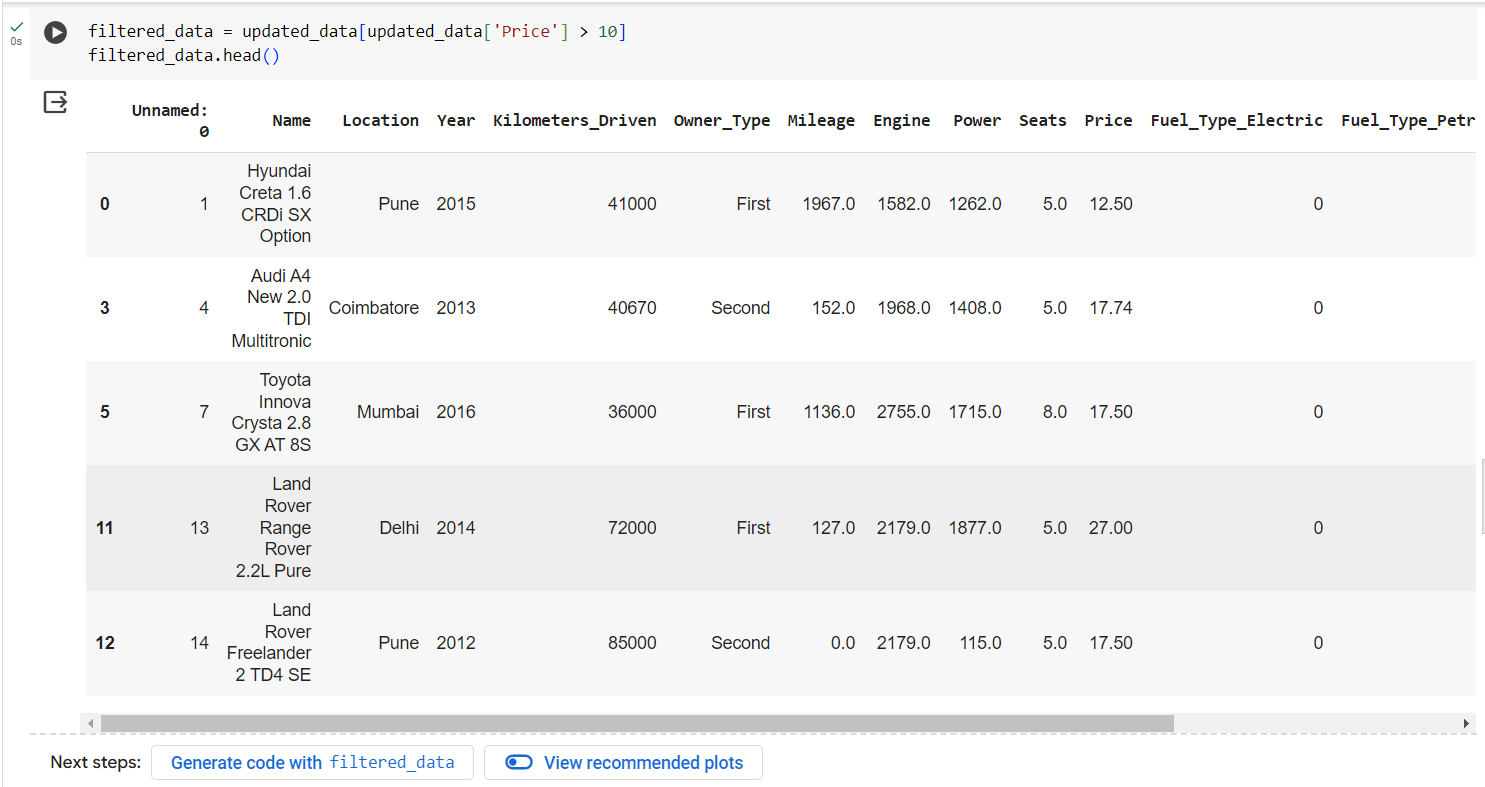 0s
filtered_data = updated_data[updated_data['Price'] > 10]
filtered_data.head()
Unnamed: 0 Name Location Year Kilometers_Driven Owner_Type Mileage Engine Power Seats Price Fuel_Type_Electric Fuel_Type_Petr
0 1 Hyundai Creta 1.6 CRDi SX Option Pune 2015 41000 First 1967.0 1582.0 1262.0 5.0 12.50 0
3 4 Audi A4 New 2.0 TDI Multitronic Coimbatore 2013 40670 Second 152.0 1968.0 1408.0 5.0 17.74 0
5 7 Toyota Innova Crysta 2.8 GX AT 8S Mumbai 2016 36000 First 1136.0 2755.0 1715.0 8.0 17.50 0
11 13 Land Rover Range Rover 2.2L Pure Delhi 2014 72000 First 127.0 2179.0 1877.0 5.0 27.00 0
12 14 Land Rover Freelander 2 TD4 SE Pune 2012 85000 Second 0.0 2179.0 115.0 5.0 17.50 0
Next steps: Generate code with filtered_data View recommended plots